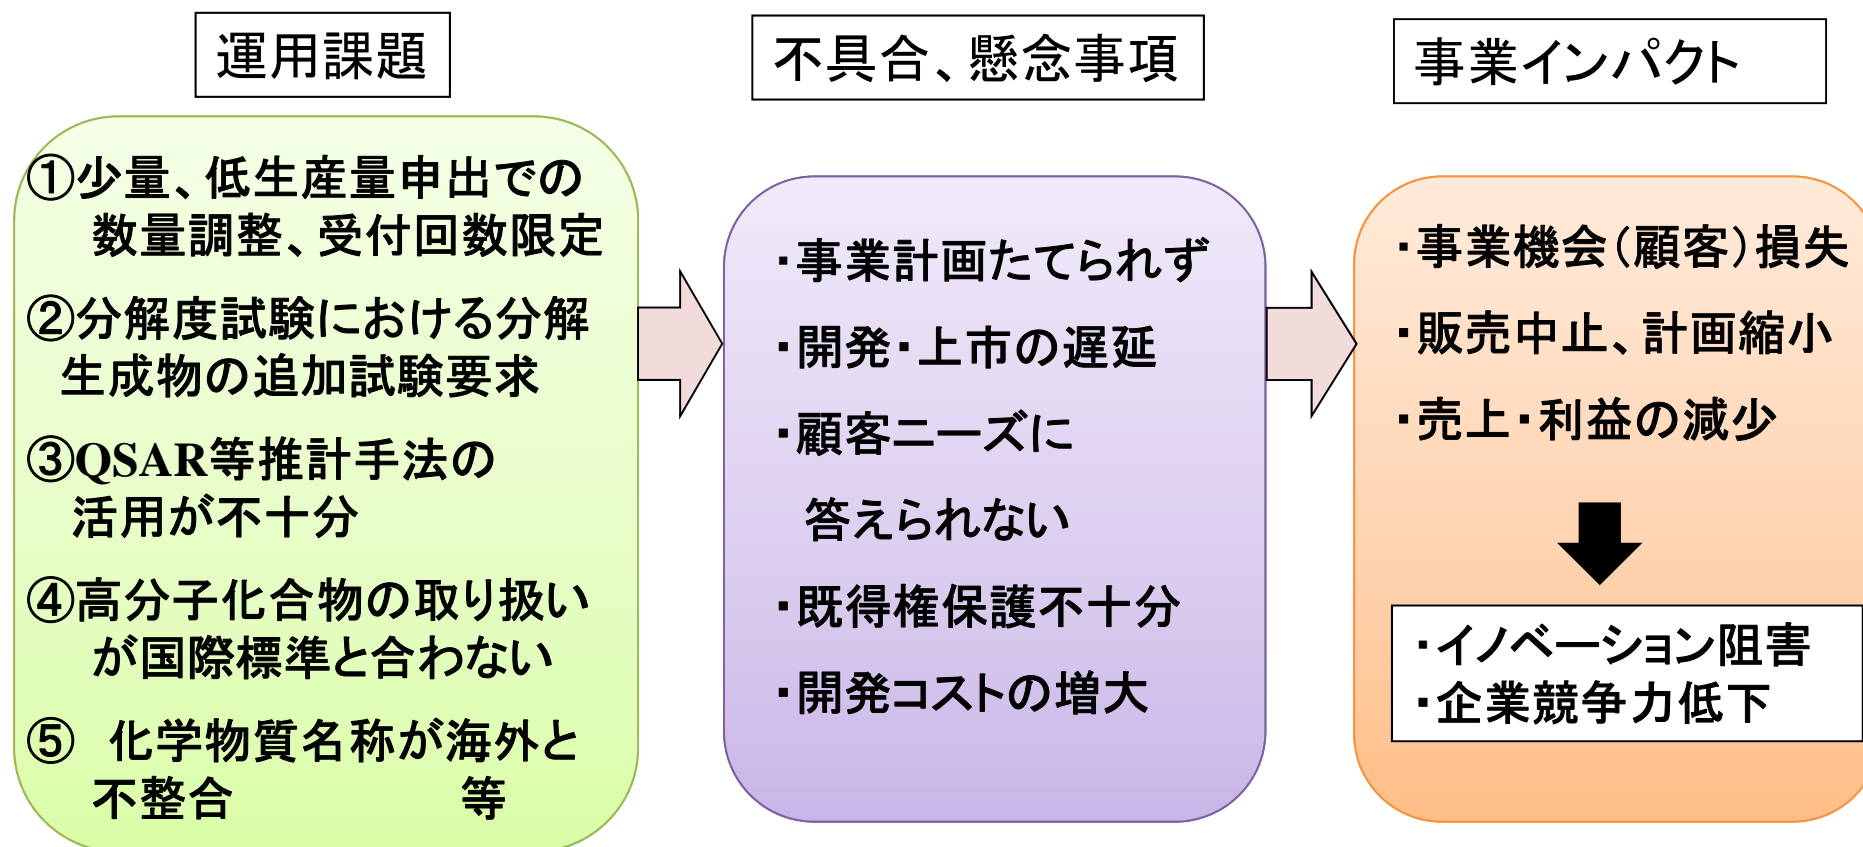 運用課題
①少量、低生産量申出での
数量調整、受付回数限定
②分解度試験における分解
生成物の追加試験要求
③QSAR等推計手法の
活用が不十分
④高分子化合物の取り扱い
が国際標準と合わない
⑤ 化学物質名称が海外と
不整合 等
不具合、懸念事項
・事業計画たてられず
・開発・上市の遅延
・顧客ニーズに
答えられない
・既得権保護不十分
・開発コストの増大
事業インパクト
・事業機会（顧客）損失
・販売中止、計画縮小
・売上・利益の減少
・イノベーション阻害
・企業競争力低下